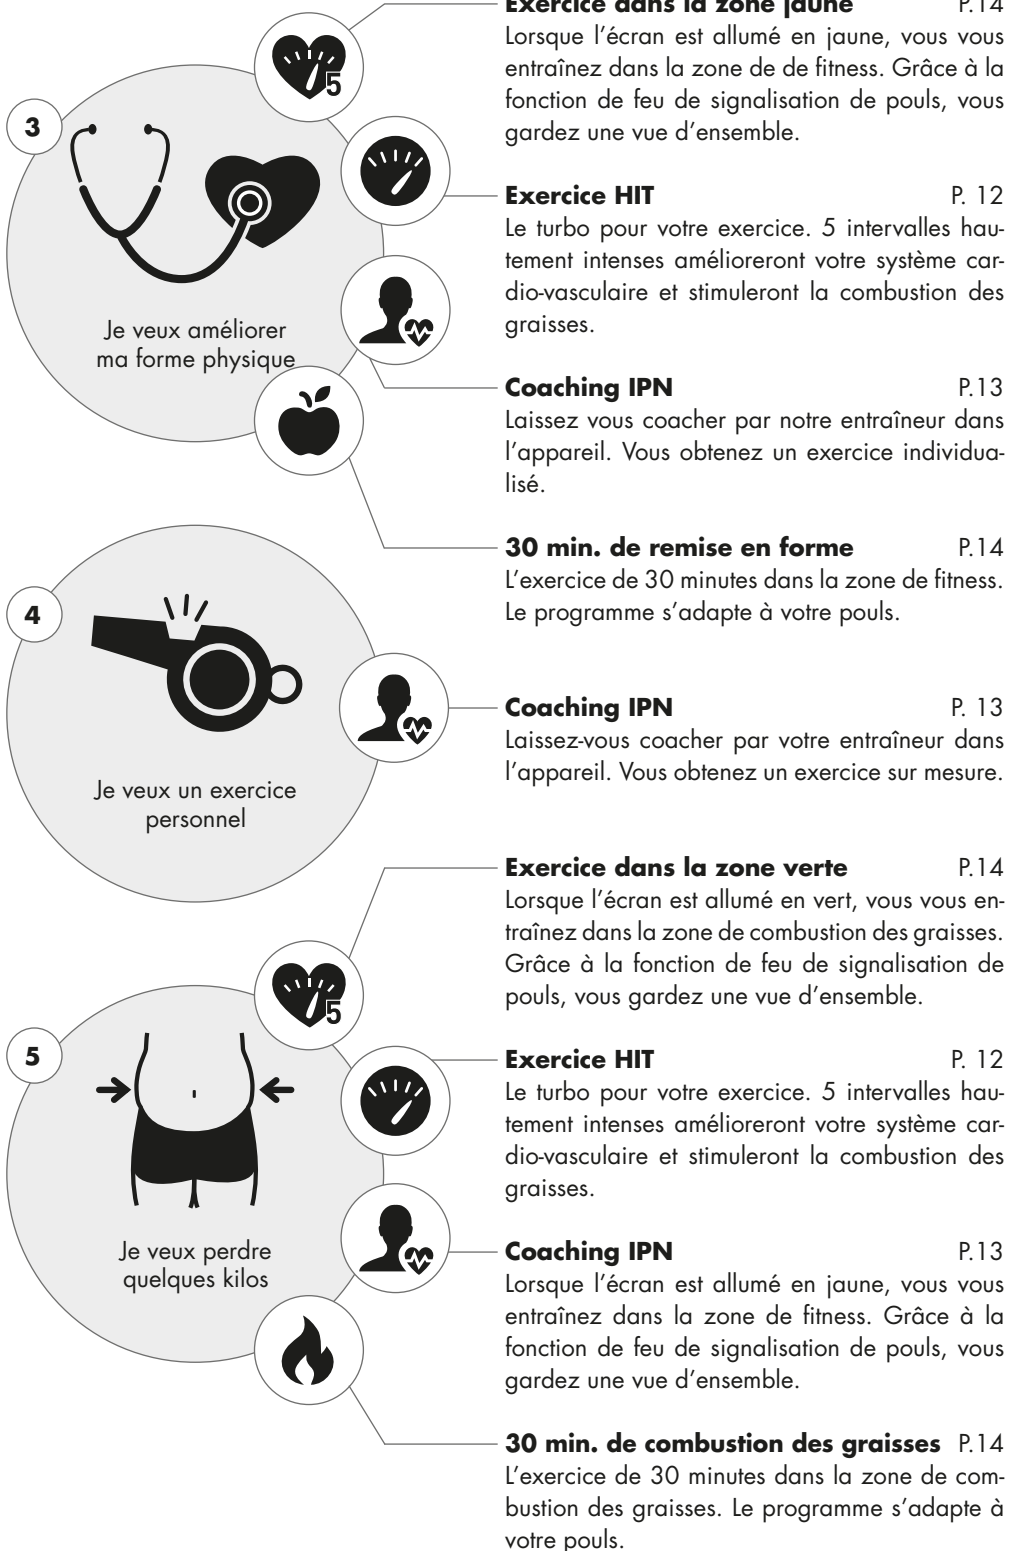 Exercice dans la zone jaune P.14
Lorsque l’écran est allumé en jaune, vous vous
entraînez dans la zone de de fitness. Grâce à la
fonction de feu de signalisation de pouls, vous
gardez une vue d’ensemble.
5
3
Exercice HIT P. 12
Le turbo pour votre exercice. 5 intervalles hau-
tement intenses amélioreront votre système car-
dio-vasculaire et stimuleront la combustion des
graisses.
Je veux améliorer
ma forme physique
Coaching IPN P.13
Laissez vous coacher par notre entraîneur dans
l’appareil. Vous obtenez un exercice individua-
lisé.
30 min. de remise en forme P.14
L’exercice de 30 minutes dans la zone de fitness.
Le programme s’adapte à votre pouls.
4
Je veux un exercice
personnel
Coaching IPN P. 13
Laissez-vous coacher par votre entraîneur dans
l’appareil. Vous obtenez un exercice sur mesure.
Exercice dans la zone verte P.14
Lorsque l’écran est allumé en vert, vous vous en-
traînez dans la zone de combustion des graisses.
Grâce à la fonction de feu de signalisation de
pouls, vous gardez une vue d’ensemble.
5
5
Exercice HIT P. 12
Le turbo pour votre exercice. 5 intervalles hau-
tement intenses amélioreront votre système car-
dio-vasculaire et stimuleront la combustion des
graisses.
Je veux perdre
quelques kilos
Coaching IPN P.13
Lorsque l’écran est allumé en jaune, vous vous
entraînez dans la zone de fitness. Grâce à la
fonction de feu de signalisation de pouls, vous
gardez une vue d’ensemble.
30 min. de combustion des graisses P.14
L’exercice de 30 minutes dans la zone de com-
bustion des graisses. Le programme s’adapte à
votre pouls.